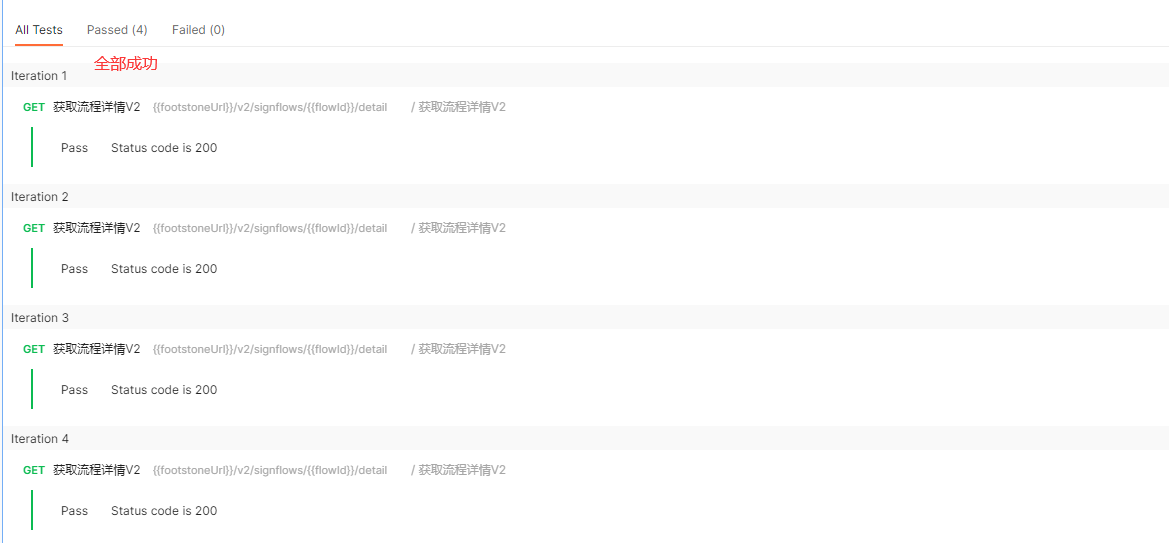 All Tests Passed (4) Failed (0)
全部成功
Iteration 1
GET 获取流程详情V2 {{footstoneUrl}}/v2/signflows/{{flowId}}/detail / 获取流程详情V2
Pass Status code is 200
Iteration 2
GET 获取流程详情V2 {{footstoneUrl}}/v2/signflows/{{flowId}}/detail / 获取流程详情V2
Pass Status code is 200
Iteration 3
GET 获取流程详情V2 {{footstoneUrl}}/v2/signflows/{{flowId}}/detail / 获取流程详情V2
Pass Status code is 200
Iteration 4
GET 获取流程详情V2 {{footstoneUrl}}/v2/signflows/{{flowId}}/detail / 获取流程详情V2
Pass Status code is 200